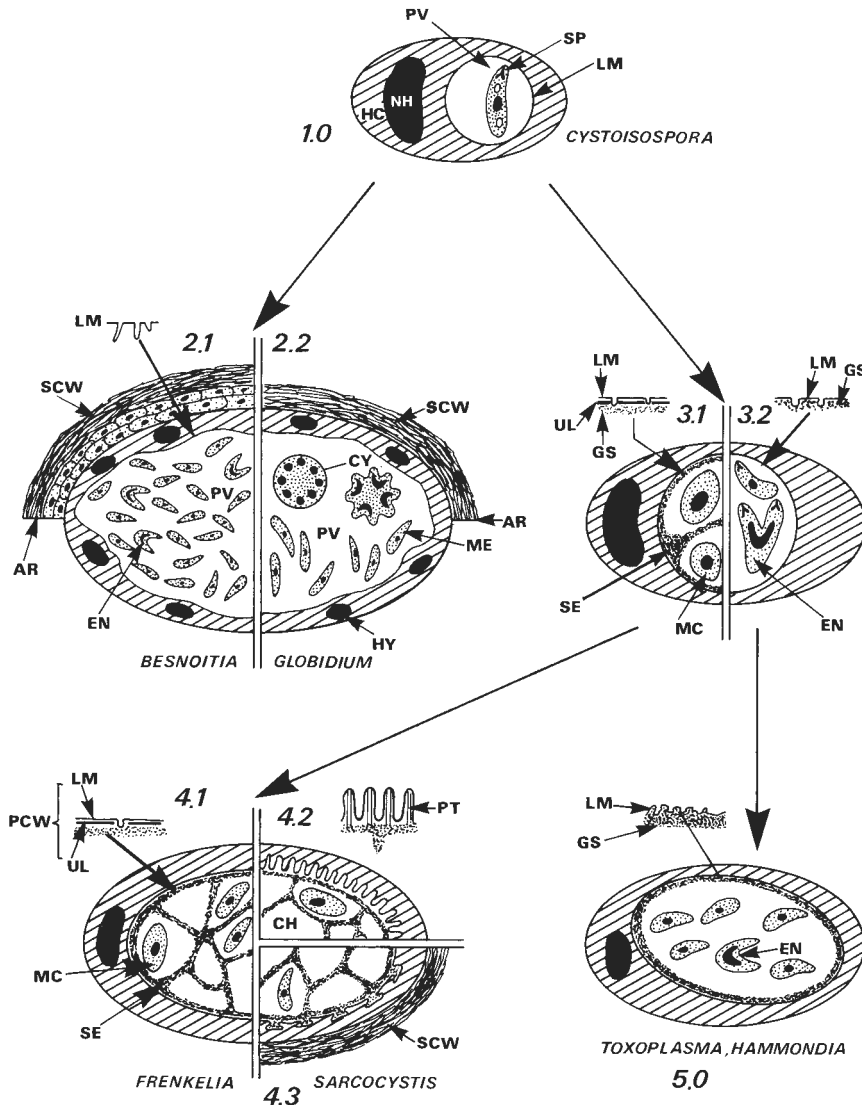 PV
SP
LM
NH
HC
1.0
CYSTOISOSPORA
LM
2.1
2.2
SCW
SCW
CY
PV
PV
AR
ME
AR
EN
HY
BESNOITIA
GLOBIDIUM
LM
LM
GS
UL
3.1
3.2
GS
SE
MC
EN
LM
4.1
4.2
PCW
PT
UL
CH
MC
SE
SCW
FRENKELIA
SARCOCYSTIS
4.3
LM
GS
EN
TOXOPLASMA, HAMMONDIA
5.0